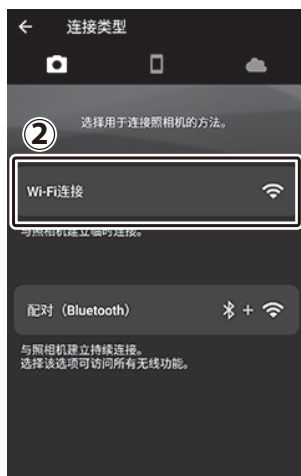 连接类型
选择用于连接照相机的方法。
②
Wi-Fi连接
与照相机建立临时连接。
配对（Bluetooth）
+
与照相机建立持续连接。
选择该选项可访问所有无线功能。